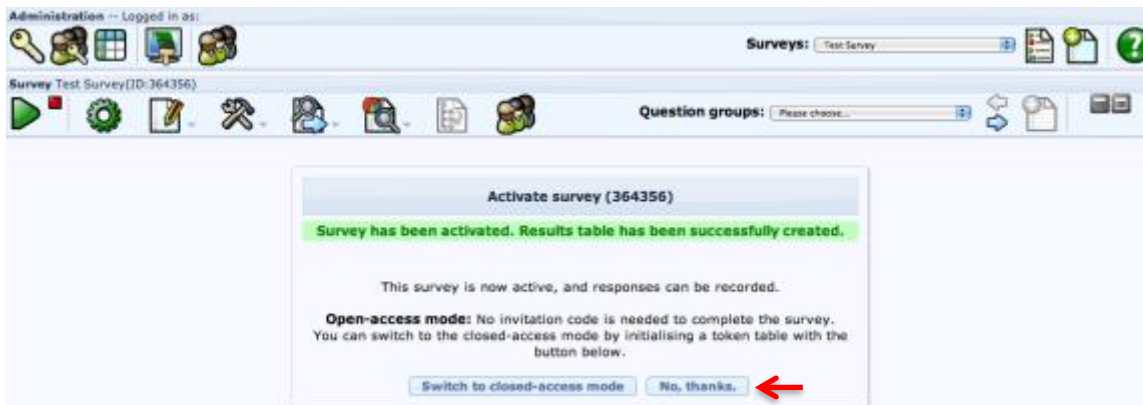 Administration -- Logged in as:
Surveys: Test Survey
Survey Test Survey(ID:364356)
Question groups: Please choose...
Activate survey (364356)
Survey has been activated. Results table has been successfully created.
This survey is now active, and responses can be recorded.
Open-access mode: No invitation code is needed to complete the survey.
You can switch to the closed-access mode by initialising a token table with the
button below.
Switch to closed-access mode No, thanks.